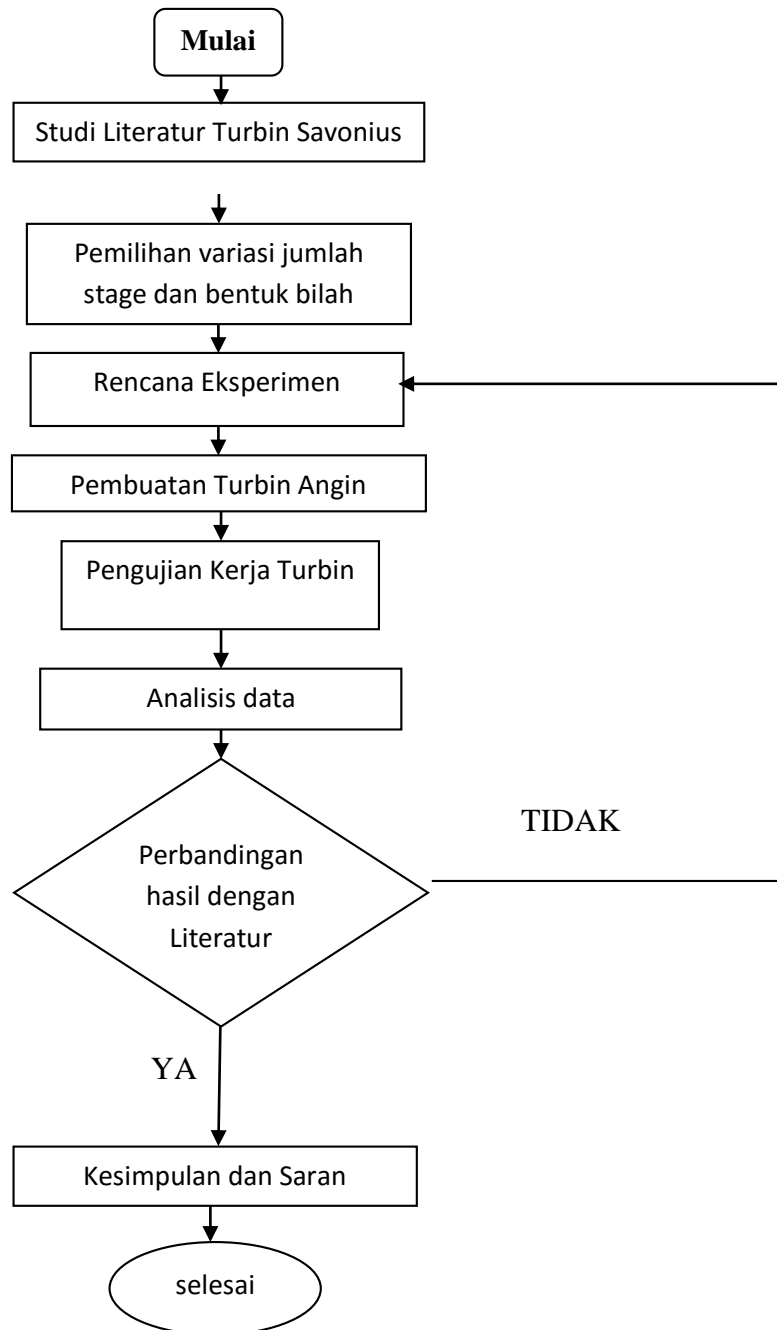 Mulai
Studi Literatur Turbin Savonius
Pemilihan variasi jumlah
stage dan bentuk bilah
Rencana Eksperimen
Pembuatan Turbin Angin
Pengujian Kerja Turbin
Analisis data
TIDAK
Perbandingan
hasil dengan
Literatur
YA
Kesimpulan dan Saran
selesai